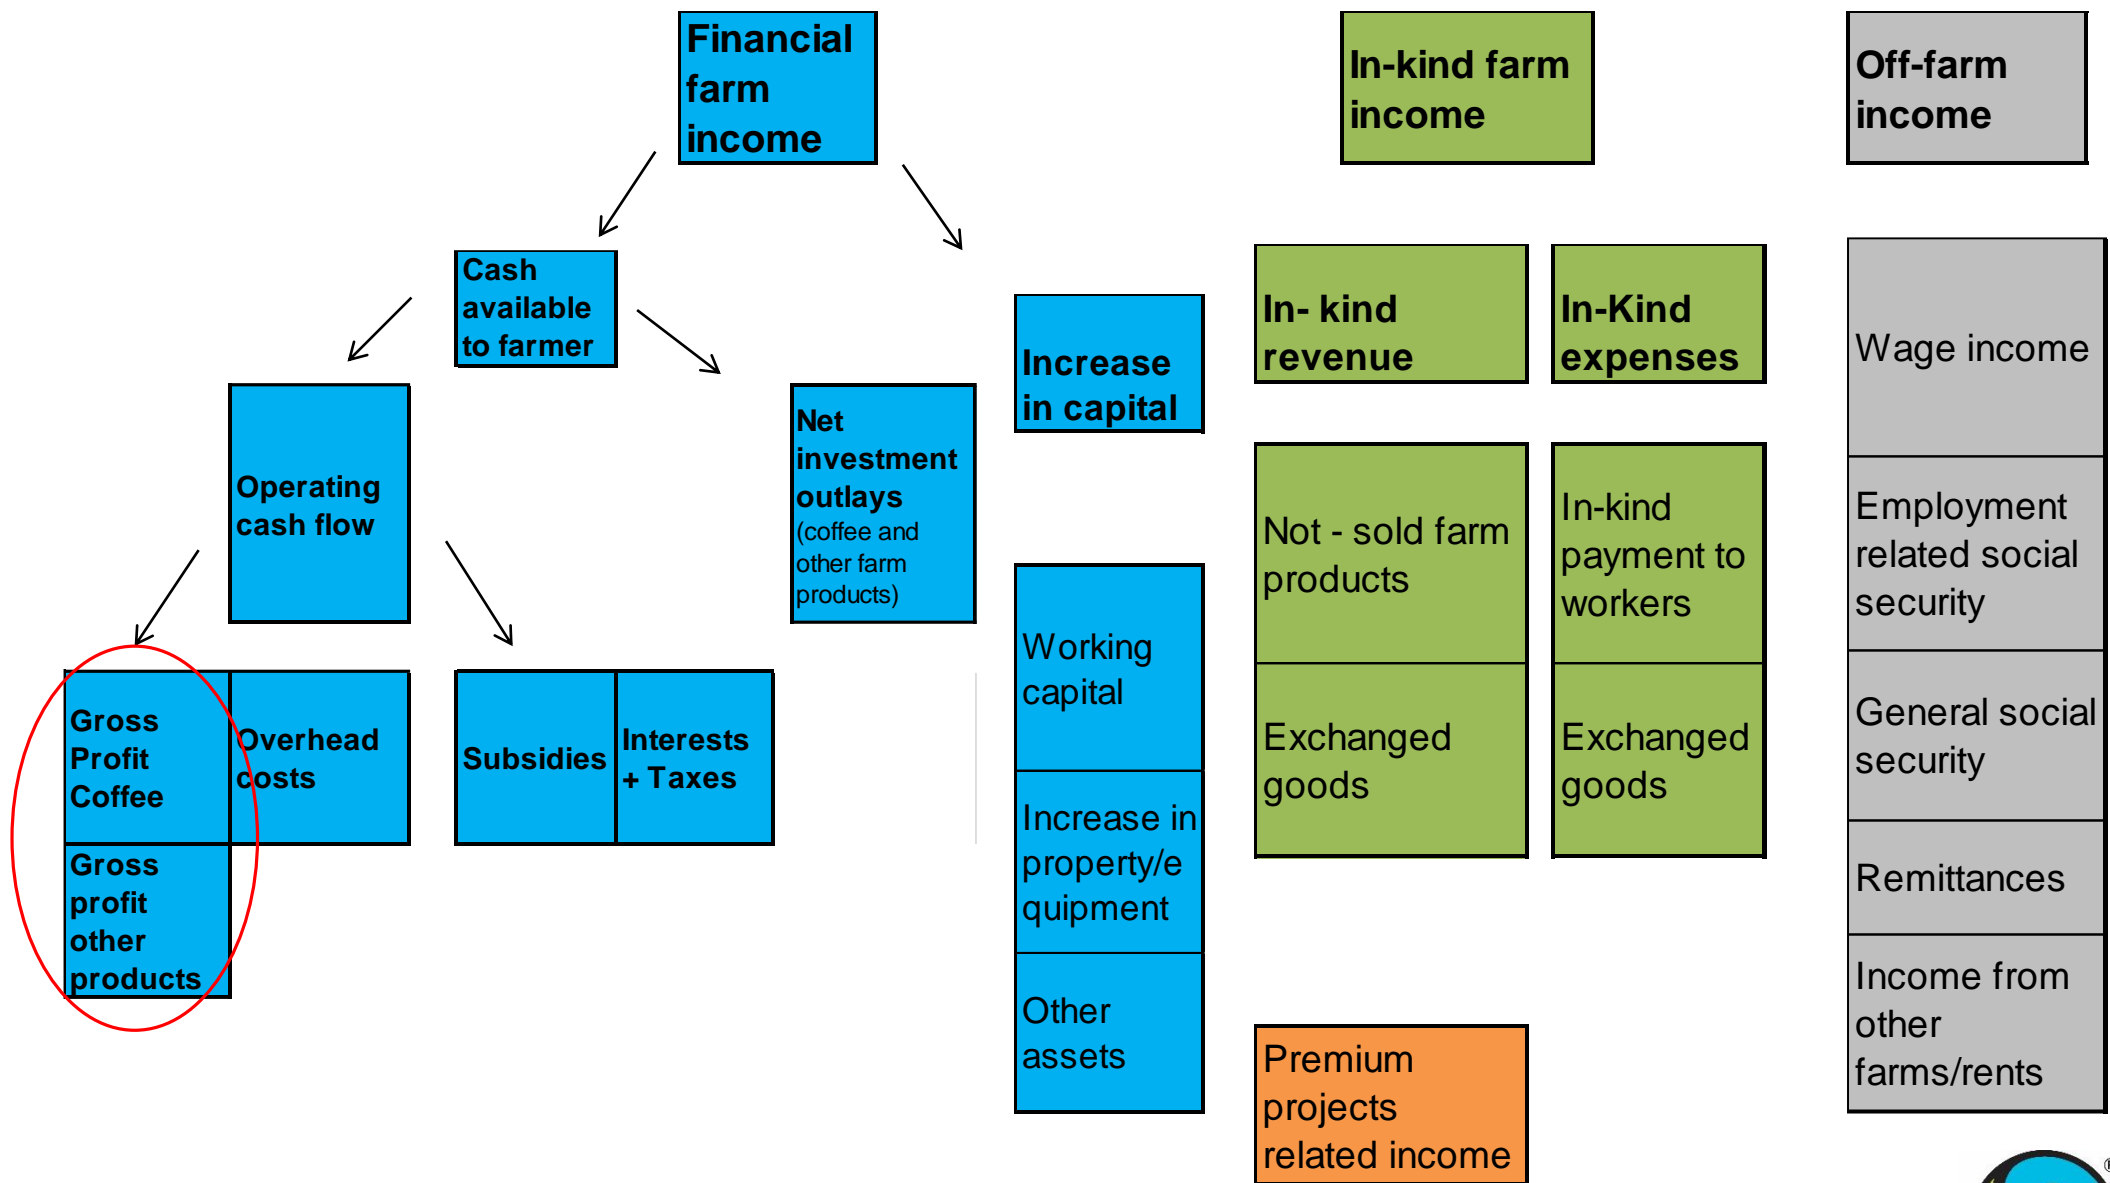 Financial
farm
income
In-kind farm
income
Off-farm
income
Cash
available
to farmer
Increase
in capital
In- kind
revenue
In-Kind
expenses
Wage income
Operating
cash flow
Net
investment
outlays
(coffee and
other farm
products)
Not - sold farm
products
In-kind
payment to
workers
Employment
related social
security
Gross
Profit
Coffee
Overhead
costs
Subsidies
Interests
+ Taxes
Working
capital
Exchanged
goods
Exchanged
goods
General social
security
Gross
profit
other
products
Increase in
property/e
quipment
Remittances
Other
assets
Income from
other
farms/rents
Premium
projects
related income
®